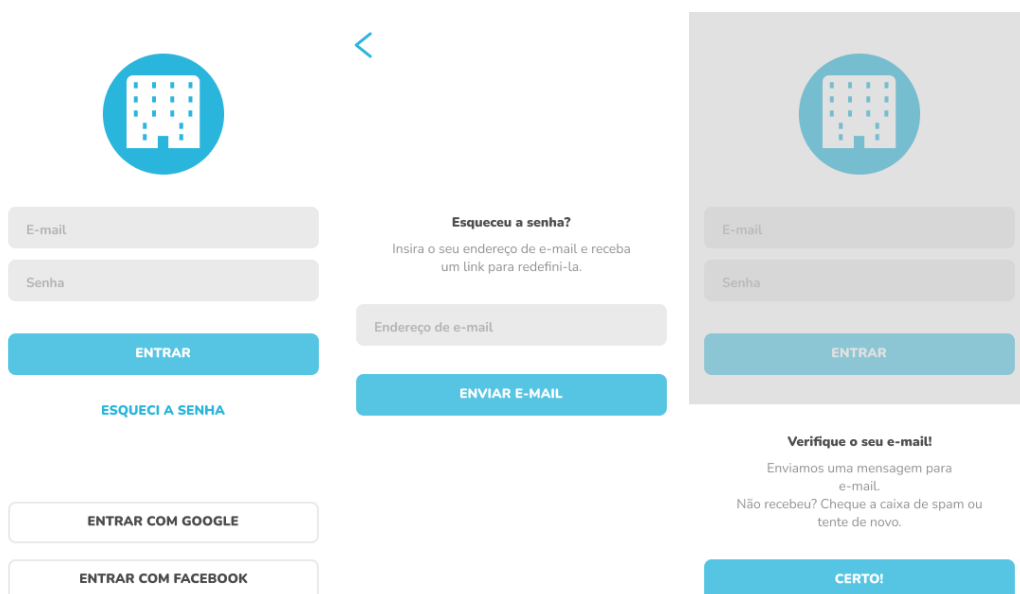 E-mail
Senha
ENTRAR
ESQUECI A SENHA
ENTRAR COM GOOGLE
ENTRAR COM FACEBOOK
Esqueceu a senha?
Insira o seu endereço de e-mail e receba
um link para redefini-la.
Endereço de e-mail
ENVIAR E-MAIL
E-mail
Senha
ENTRAR
Verifique o seu e-mail!
Enviamos uma mensagem para
e-mail.
Não recebeu? Cheque a caixa de spam ou
tente de novo.
CERTO!